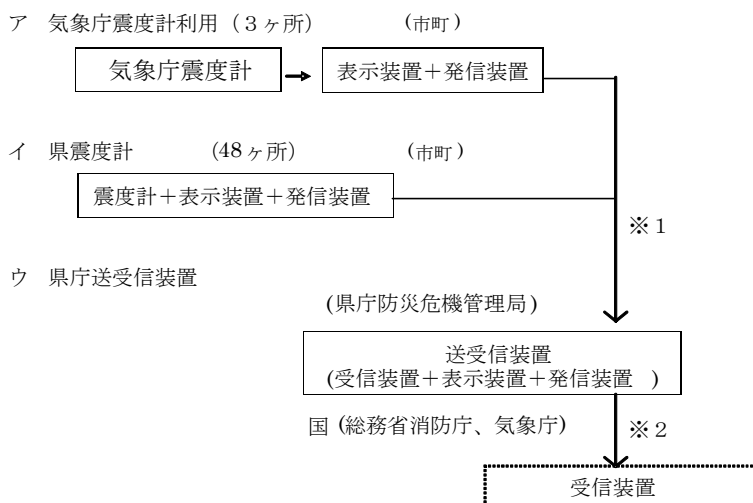 ア 気象庁震度計利用（３ヶ所） (市町)
気象庁震度計 表示装置＋発信装置
イ 県震度計 (48ヶ所) (市町)
震度計＋表示装置＋発信装置
※１
ウ 県庁送受信装置
(県庁防災危機管理局)
送受信装置
(受信装置＋表示装置＋発信装置 )
国 (総務省消防庁、気象庁) ※２
受信装置